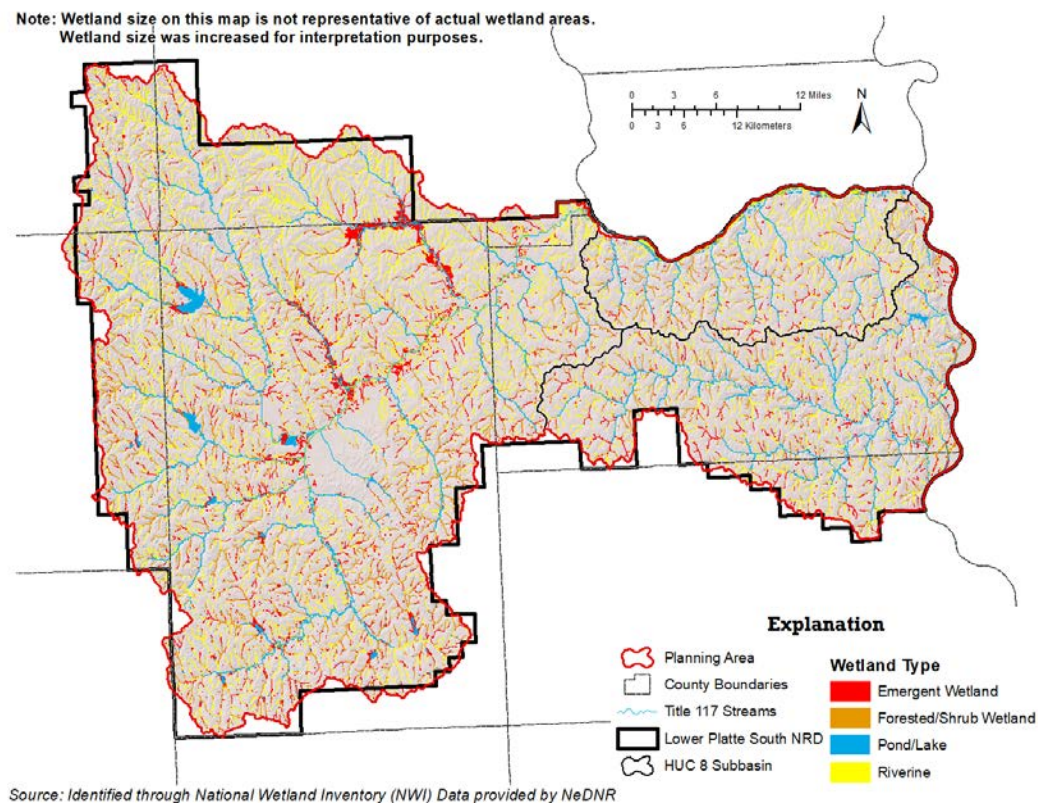 Note: Wetland size on this map is not representative of actual wetland areas.
Wetland size was increased for interpretation purposes.
0 3 6 12 Miles
0 3 6 12 Kilometers
N
Explanation
Planning Area
County Boundaries
Title 117 Streams
Lower Platte South NRD
HUC 8 Subbasin
Wetland Type
Emergent Wetland
Forested/Shrub Wetland
Pond/Lake
Riverine
Source: Identified through National Wetland Inventory (NWI) Data provided by NeDNR